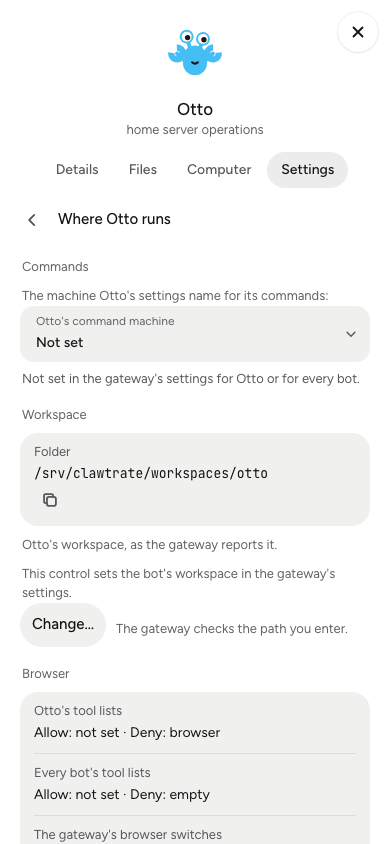 Otto
home server operations
Details Files Computer Settings
Where Otto runs
Commands
The machine Otto's settings name for its commands:
Otto's command machine
Not set
Not set in the gateway's settings for Otto or for every bot.
Workspace
Folder
/srv/clawtrate/workspaces/otto
Otto's workspace, as the gateway reports it.
This control sets the bot's workspace in the gateway's
settings.
Change... The gateway checks the path you enter.
Browser
Otto's tool lists
Allow: not set · Deny: browser
Every bot's tool lists
Allow: not set · Deny: empty
The gateway's browser switches